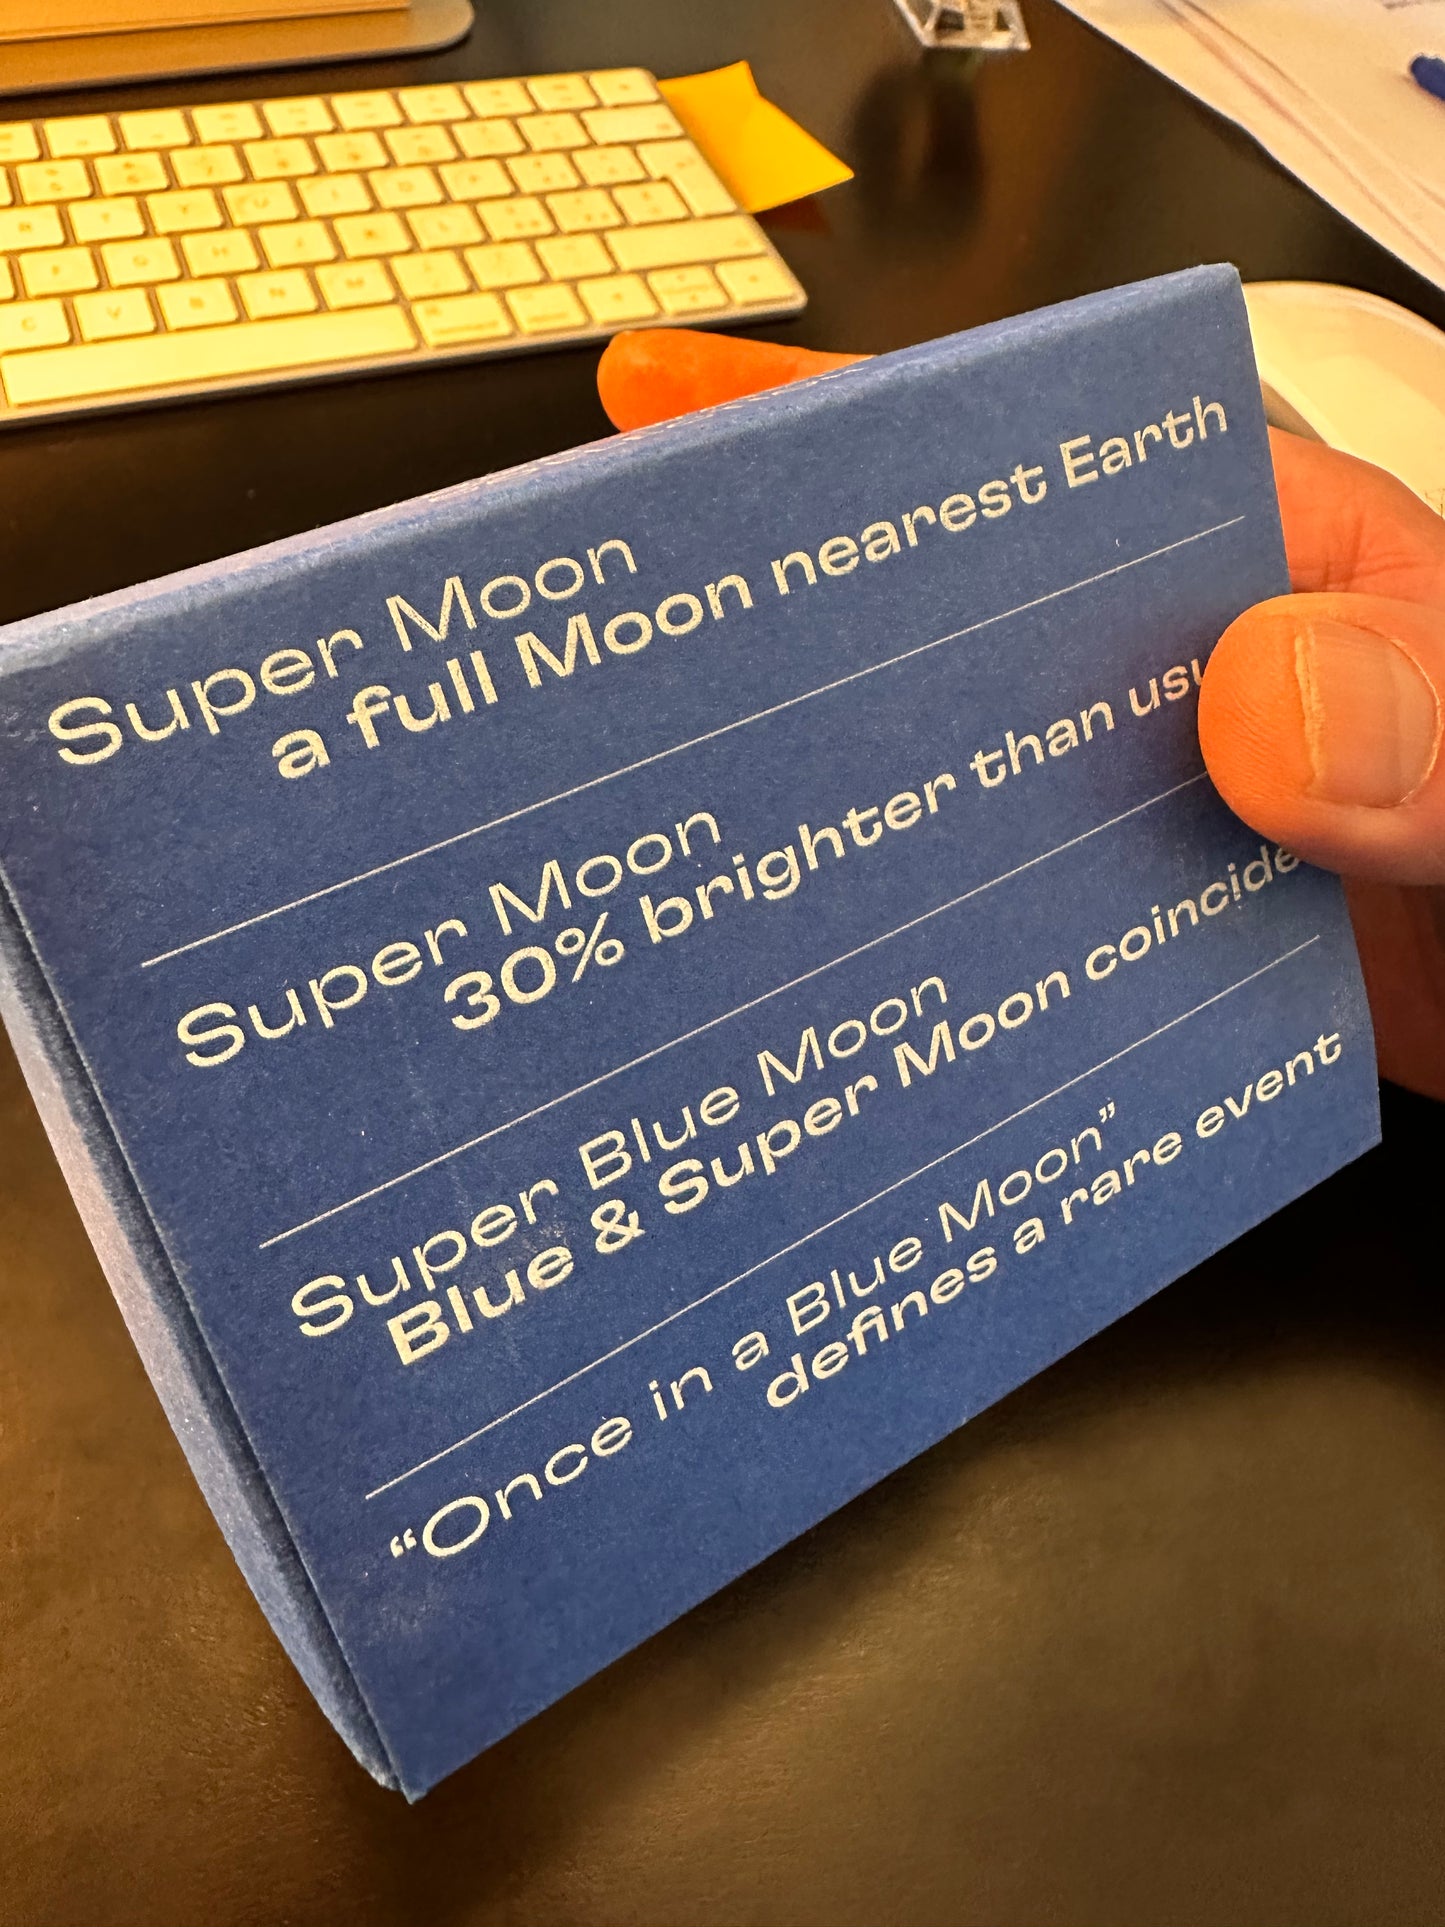 Super Moon
a full Moon nearest Earth
Super Moon
30% brighter than
Super Blue Moon
Blue & Super Moon coincide
"Once in a Blue Moon"
defines a rare event